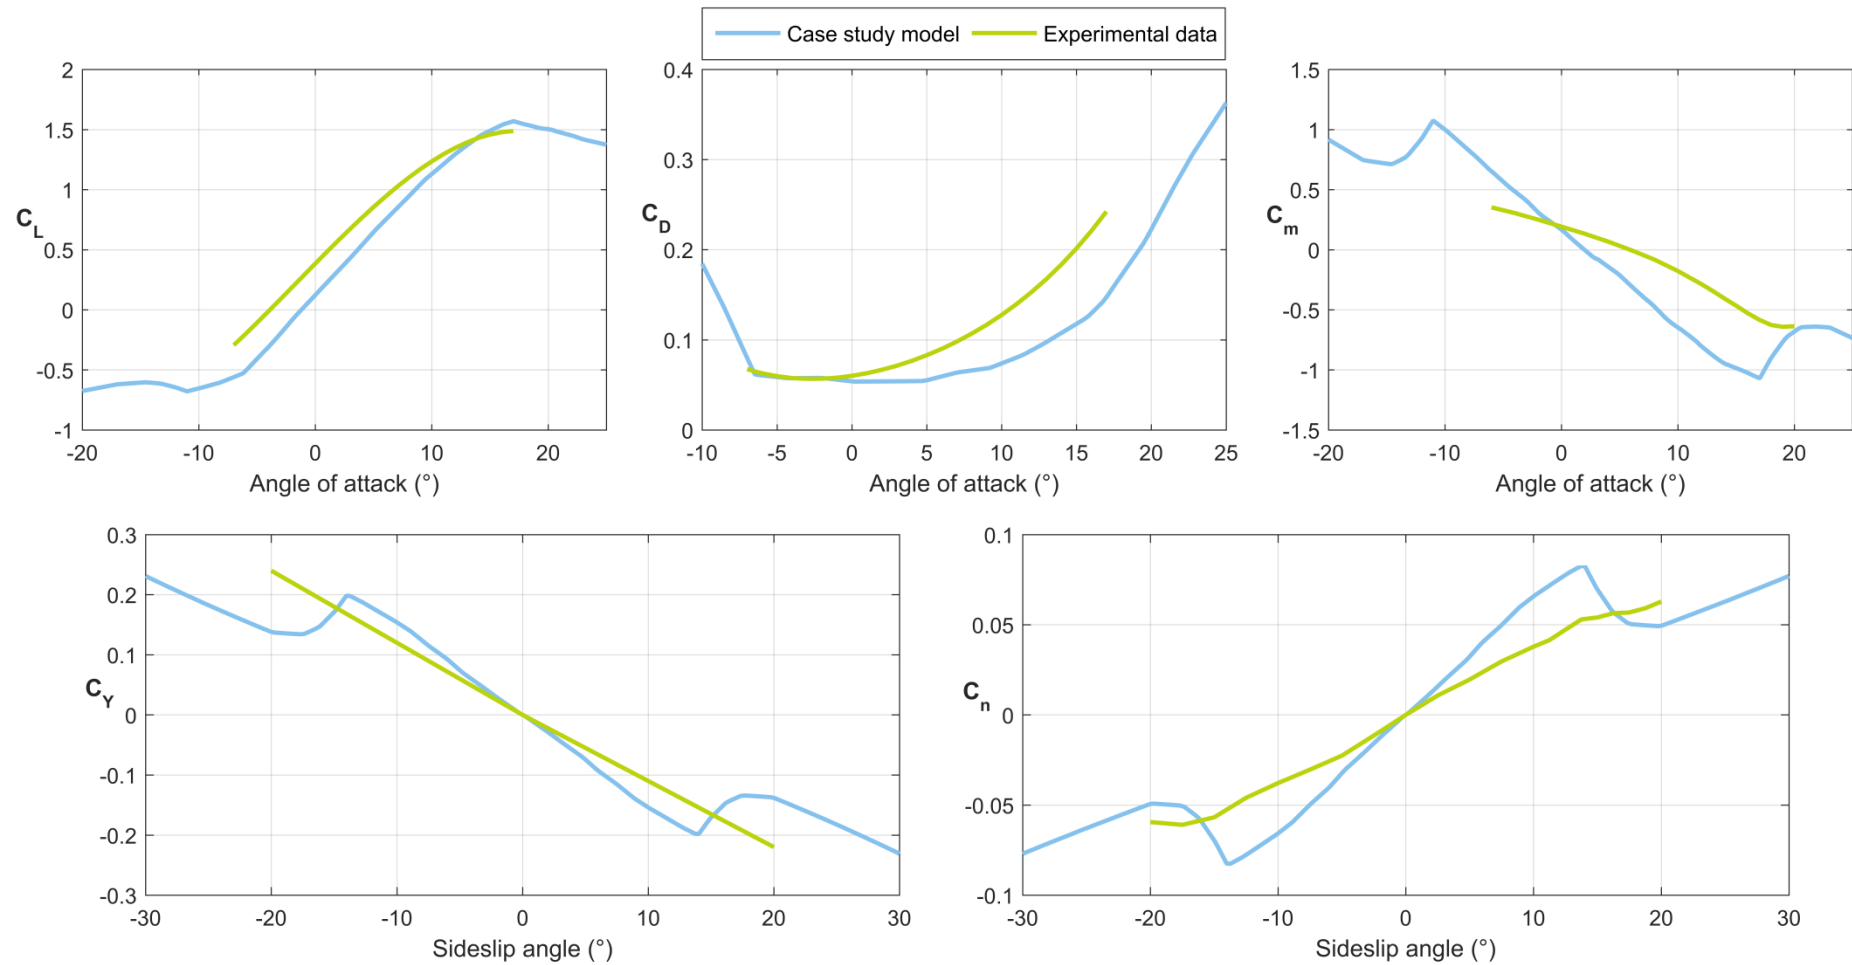 Case study model Experimental data
2
1.5
1
0.5
0
-0.5
-1
C_L
-20 -10 0 10 20
Angle of attack (°)
0.4
0.3
0.2
0.1
0
C_D
-10 -5 0 5 10 15 20 25
Angle of attack (°)
1.5
1
0.5
0
-0.5
-1
-1.5
C_m
-20 -10 0 10 20
Angle of attack (°)
0.3
0.2
0.1
0
-0.1
-0.2
-0.3
C_Y
-30 -20 -10 0 10 20 30
Sideslip angle (°)
0.1
0.05
0
-0.05
-0.1
C_n
-30 -20 -10 0 10 20 30
Sideslip angle (°)